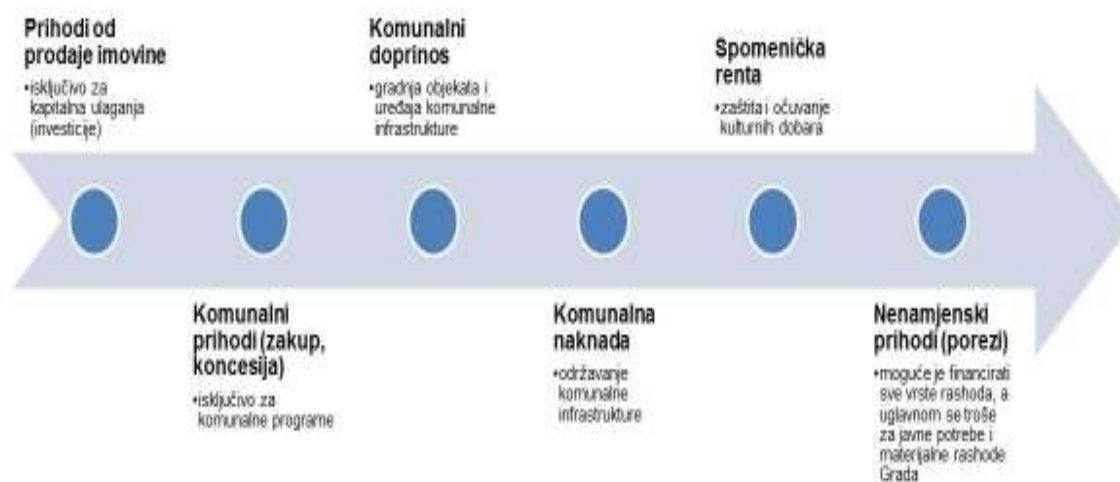 Prihodi od
prodaje imovine
•isključivo za
kapitalna ulaganja
(investicije)
Komunalni
prihodi (zakup,
koncesija)
•isključivo za
komunalne programe
Komunalni
doprinos
•gradnja objekata i
uređaja komunalne
infrastrukture
Komunalna
naknada
•održavanje
komunalne
infrastrukture
Spomenička
renta
•zaštita i očuvanje
kulturnih dobara
Nenamjenski
prihodi (porezi)
•moguće je financirati
sve vrste rashoda, a
uglavnom se troše
za javne potrebe i
materijalne rashode
Grada